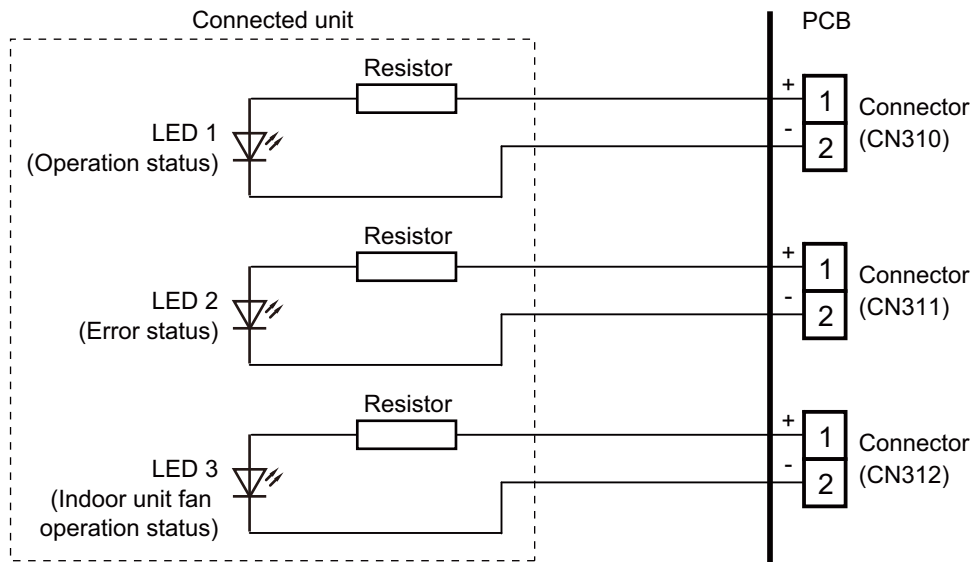 Connected unit
PCB
Resistor
LED 1
(Operation status)
+
1
-
2
Connector
(CN310)
Resistor
LED 2
(Error status)
+
1
-
2
Connector
(CN311)
Resistor
LED 3
(Indoor unit fan
operation status)
+
1
-
2
Connector
(CN312)